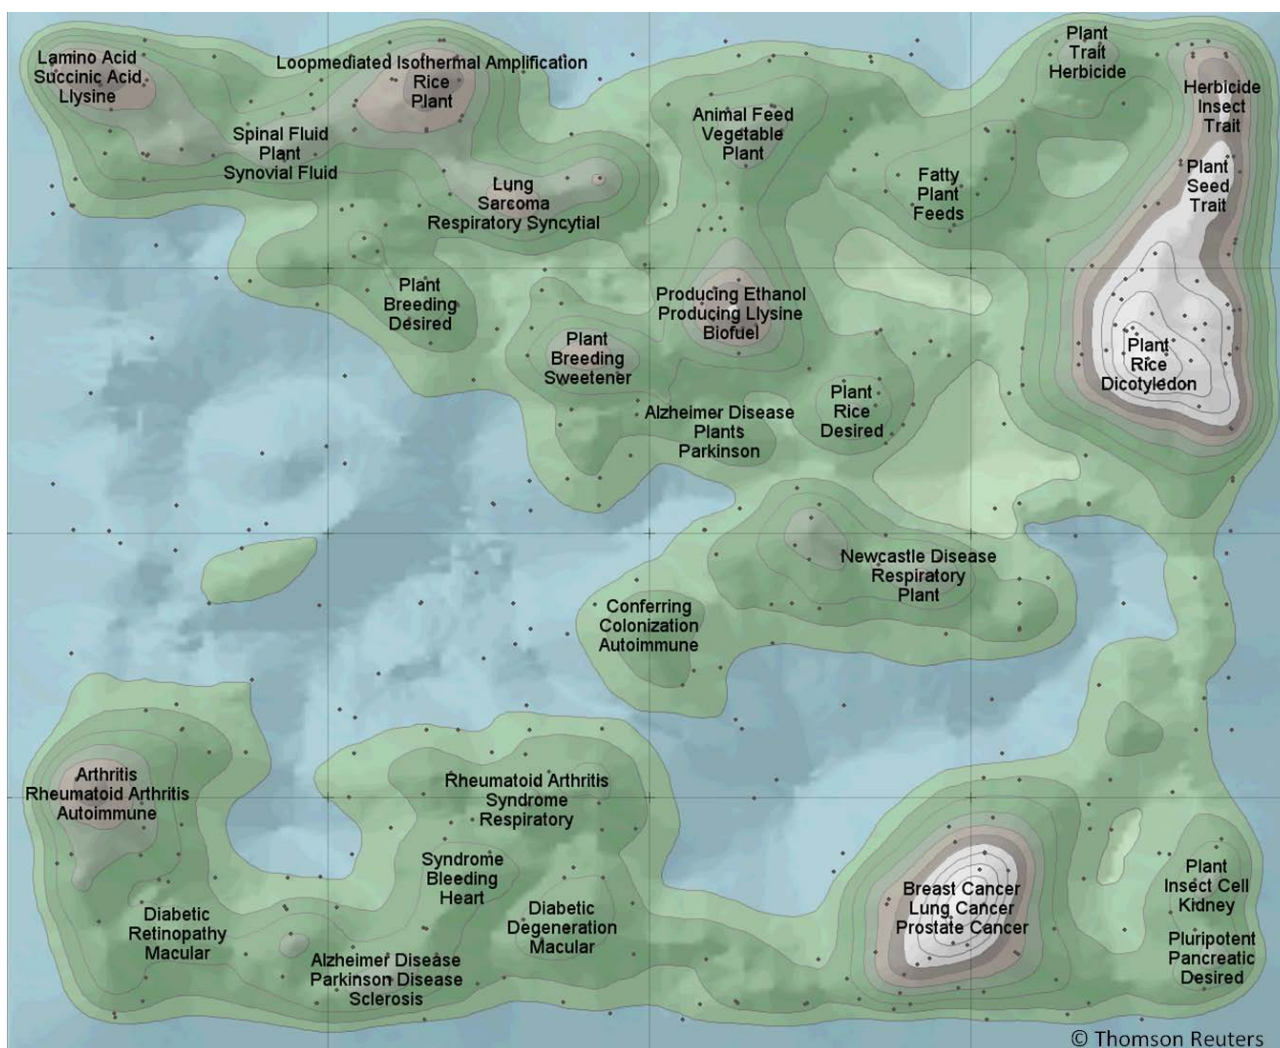 Lamino Acid
Succinic Acid
Llysine
Loopmediated Isothermal Amplification
Rice
Plant
Spinal Fluid
Plant
Synovial Fluid
Lung
Sarcoma
Respiratory Syncytial
Animal Feed
Vegetable
Plant
Plant
Trait
Herbicide
Herbicide
Insect
Trait
Plant
Seed
Trait
Fatty
Plant
Feeds
Plant
Breeding
Desired
Producing Ethanol
Producing Llysine
Biofuel
Plant
Breeding
Sweetener
Plant
Rice
Dicotyledon
Plant
Rice
Desired
Alzheimer Disease
Plants
Parkinson
Newcastle Disease
Respiratory
Plant
Conferring
Colonization
Autoimmune
Arthritis
Rheumatoid Arthritis
Autoimmune
Rheumatoid Arthritis
Syndrome
Respiratory
Syndrome
Bleeding
Heart
Diabetic
Retinopathy
Macular
Diabetic
Degeneration
Macular
Alzheimer Disease
Parkinson Disease
Sclerosis
Breast Cancer
Lung Cancer
Prostate Cancer
Plant
Insect Cell
Kidney
Pluripotent
Pancreatic
Desired
© Thomson Reuters